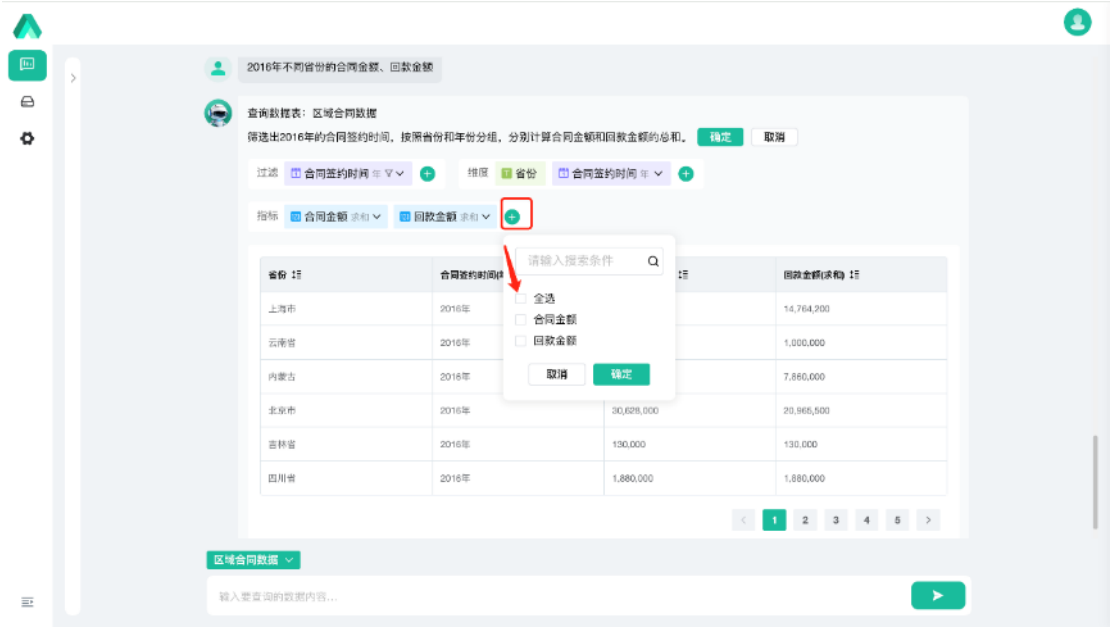 2016年不同省份的合同金额、回款金额
查询数据表：区域合同数据
筛选出2016年的合同签约时间，按照省份和年份分组，分别计算合同金额和回款金额的总和。 确定 取消
过滤 合同签约时间 年 维度 省份 合同签约时间 年
指标 合同金额 求和 回款金额 求和
请输入搜索条件
全选
合同金额
回款金额
取消 确定
省份 合同签约时间 回款金额(求和)
上海市 2016年 14,764,200
云南省 2016年 1,000,000
内蒙古 2016年 7,860,000
北京市 2016年 30,628,000 20,965,500
吉林省 2016年 130,000 130,000
四川省 2016年 1,880,000 1,880,000
1 2 3 4 5
区域合同数据
输入要查询的数据内容...